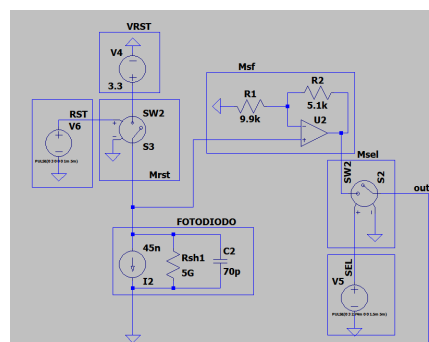 VRST
V4
3.3
Msf
R1
9.9k
R2
5.1k
U2
RST
V6
SW2
S3
Mrst
Msel
SW2
S2
out
FOTODIODO
45n
I2
Rsh1
5G
C2
70p
SEL
V5